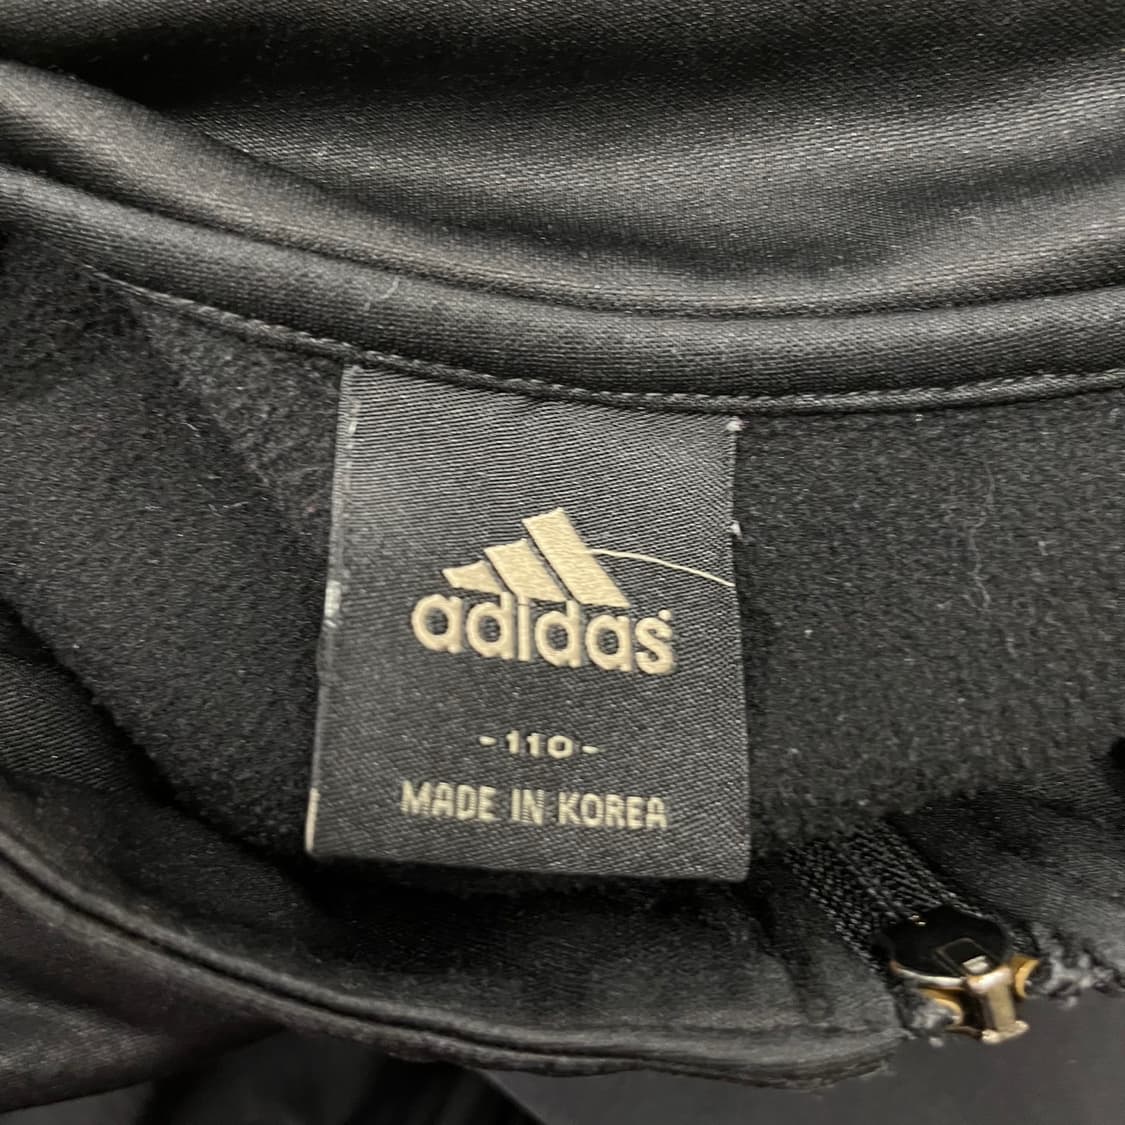 adidas
-110-
MADE IN KOREA